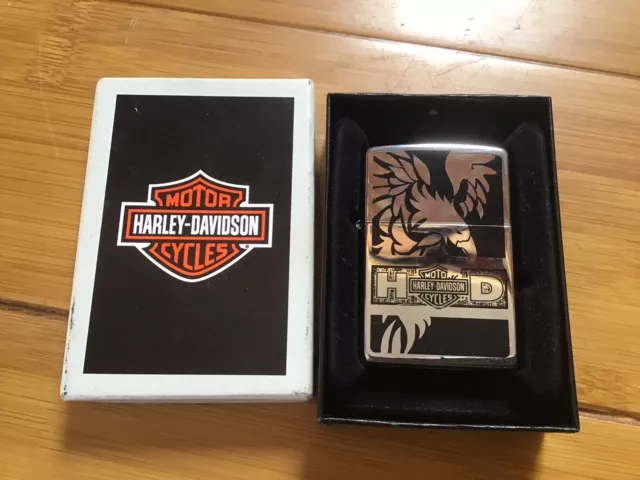 MOTOR
HARLEY-DAVIDSON
CYCLES
®
MOTOR
H HARLEY-DAVIDSON D
CYCLES